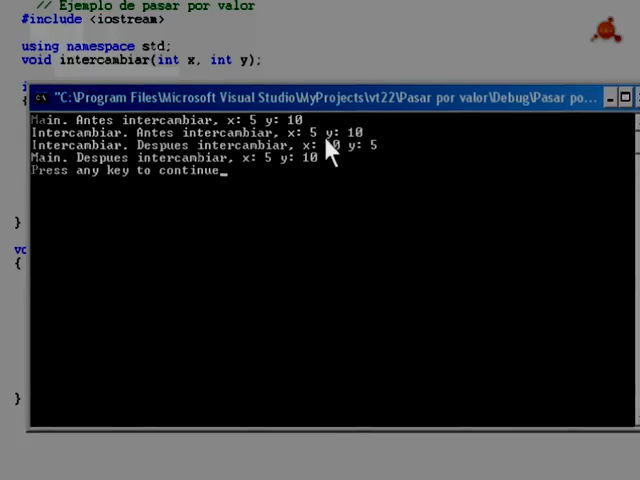 // Ejemplo de pasar por valor
#include <iostream>
using namespace std;
void intercambiar(int x, int y);
{
"C:\Program Files\Microsoft Visual Studio\MyProjects\vt22\Pasar por valor\Debug\Pasar po...
Main. Antes intercambiar, x: 5 y: 10
Intercambiar. Antes intercambiar, x: 5 y: 10
Intercambiar. Despues intercambiar, x: 0 y: 5
Main. Despues intercambiar, x: 5 y: 10
Press any key to continue_
}
vo
{
}